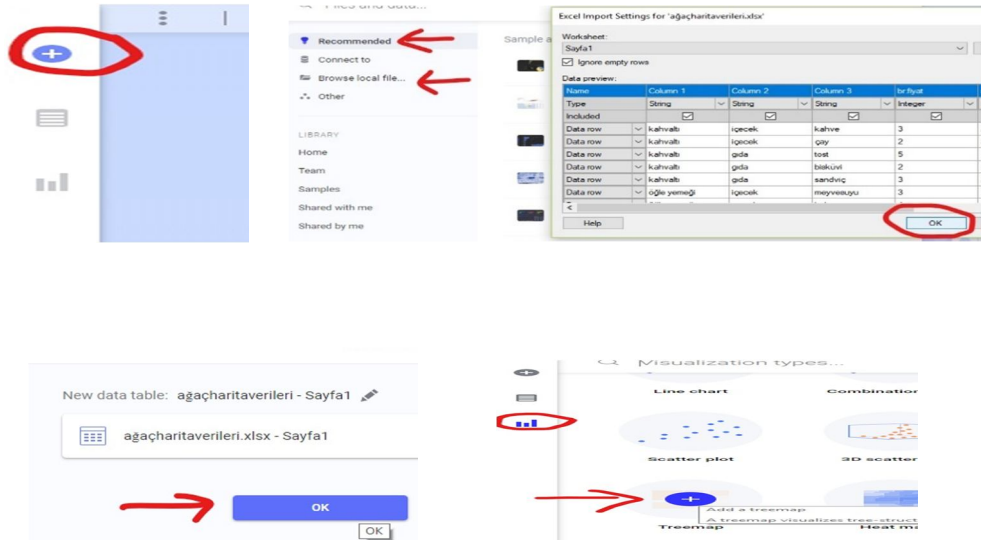 Files and data...
Recommended
Connect to
Browse local file...
Other
LIBRARY
Home
Team
Samples
Shared with me
Shared by me
Sample a
Excel Import Settings for 'ağaçharitaverileri.xlsx'
Worksheet:
Sayfa1
Ignore empty rows
Data preview:
Name Column 1 Column 2 Column 3 br.fiyat
Type String String String Integer
Included
Data row kahvaltı içecek kahve 3
Data row kahvaltı içecek çay 2
Data row kahvaltı gıda tost 5
Data row kahvaltı gıda bisküvi 2
Data row kahvaltı gıda sandviç 3
Data row öğle yemeği içecek meyvesuyu 3
Help OK
New data table: ağaçharitaverileri - Sayfa1
ağaçharitaverileri.xlsx - Sayfa1
OK
OK
Visualization types...
Line chart Combination
Scatter plot 3D scatter
Add a treemap
A treemap visualizes tree-struct
Treemap Heat ma